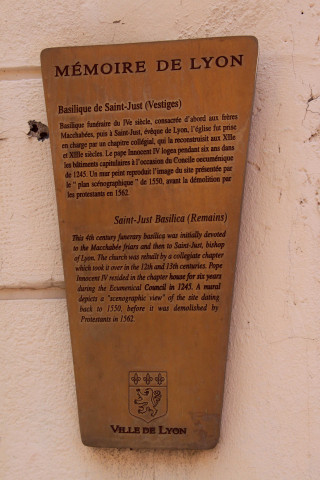 MÉMOIRE DE LYON
Basilique de Saint-Just (Vestiges)
Basilique funéraire du IVe siècle, consacrée d'abord aux frères
Macchabées, puis à Saint-Just, évêque de Lyon, l'église fut prise
en charge par un chapitre collégial, qui la reconstruisit aux XIIe
et XIIIe siècles. Le pape Innocent IV logea pendant six ans dans
les bâtiments capitulaires à l'occasion du Concile oecuménique
de 1245. Un mur peint reproduit l'image du site présentée par
le " plan scénographique " de 1550, avant la démolition par
les protestants en 1562.
Saint-Just Basilica (Remains)
This 4th century funerary basilica was initially devoted
to the Macchabée friars and then to Saint-Just, bishop
of Lyon. The church was rebuilt by a collegiate chapter
which took it over in the 12th and 13th centuries. Pope
Innocent IV resided in the chapter house for six years
during the Ecumenical Council in 1245. A mural
depicts a "scenographic view" of the site dating
back to 1550, before it was demolished by
Protestants in 1562.
VILLE DE LYON